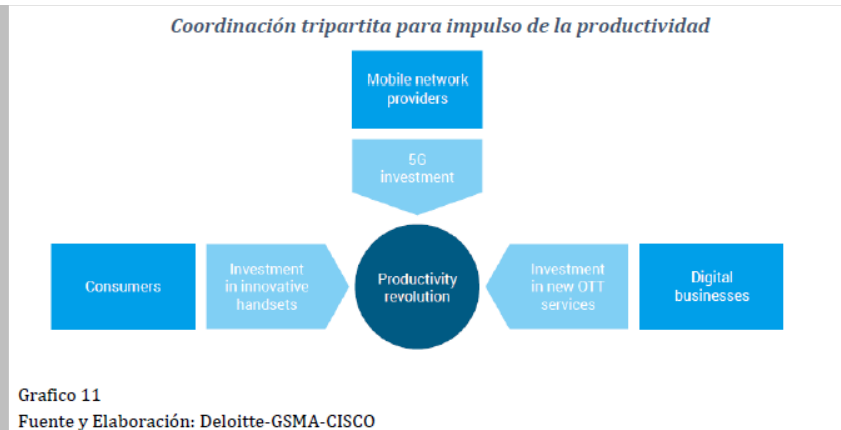 Coordinación tripartita para impulso de la productividad
Mobile network
providers
5G
investment
Consumers
Investment
in innovative
handsets
Productivity
revolution
Investment
in new OTT
services
Digital
businesses
Grafico 11
Fuente y Elaboración: Deloitte-GSMA-CISCO